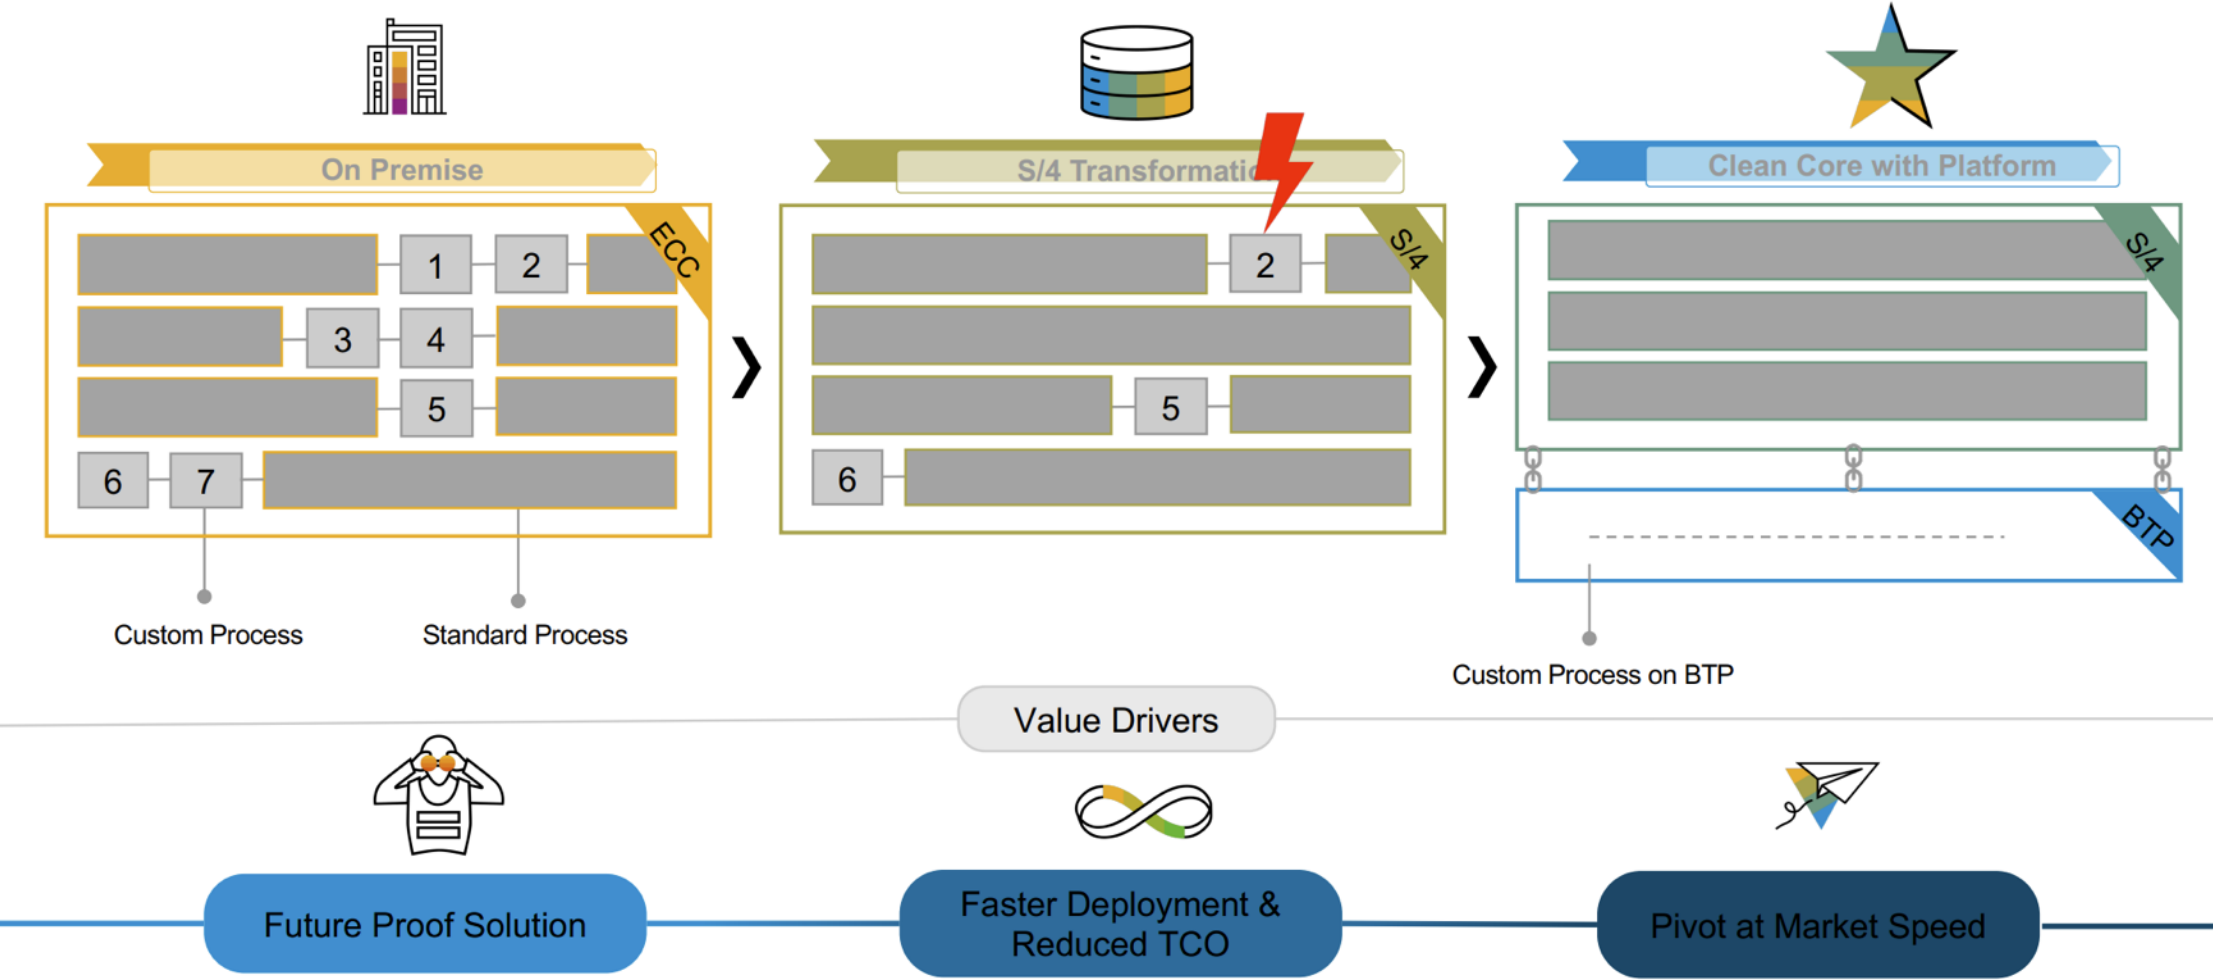 On Premise
S/4 Transformation
Clean Core with Platform
ECC
1
2
3
4
5
6
7
S/4
2
5
6
S/4
BTP
Custom Process
Standard Process
Custom Process on BTP
Value Drivers
Future Proof Solution
Faster Deployment &
Reduced TCO
Pivot at Market Speed